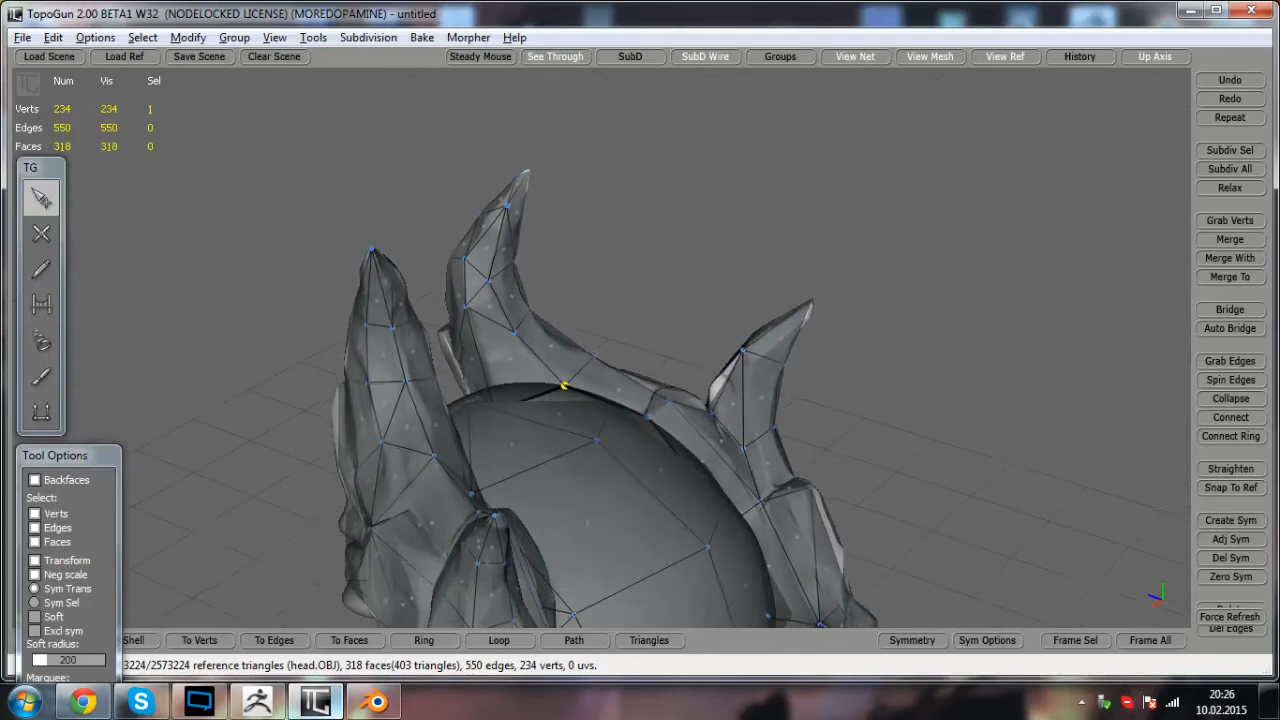 TopoGun 2.00 BETA1 W32 (NODELOCKED LICENSE) (MOREDOPAMINE) - untitled
File Edit Options Select Modify Group View Tools Subdivision Bake Morpher Help
Load Scene Load Ref Save Scene Clear Scene Steady Mouse See Through SubD SubD Wire Groups View Net View Mesh View Ref History Up Axis
Num Vis Sel
Verts 234 234 1
Edges 550 550 0
Faces 318 318 0
TG
Tool Options
Backfaces
Select:
Verts
Edges
Faces
Transform
Neg scale
Sym Trans
Sym Sel
Soft
Excl sym
Soft radius:
200
Marquee:
Undo
Redo
Repeat
Subdiv Sel
Subdiv All
Relax
Grab Verts
Merge
Merge With
Merge To
Bridge
Auto Bridge
Grab Edges
Spin Edges
Collapse
Connect
Connect Ring
Straighten
Snap To Ref
Create Sym
Adj Sym
Del Sym
Zero Sym
Force Refresh
Del Edges
Shell To Verts To Edges To Faces Ring Loop Path Triangles Symmetry Sym Options Frame Sel Frame All
3224/2573224 reference triangles (head.OBJ), 318 faces(403 triangles), 550 edges, 234 verts, 0 uvs.
20:26
10.02.2015